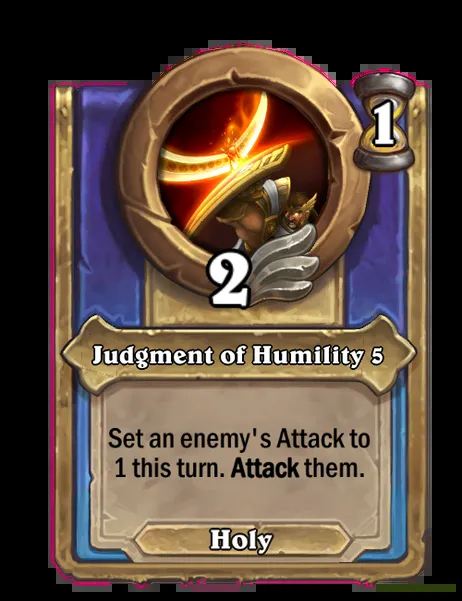 1
2
Judgment of Humility 5
Set an enemy's Attack to
1 this turn. Attack them.
Holy